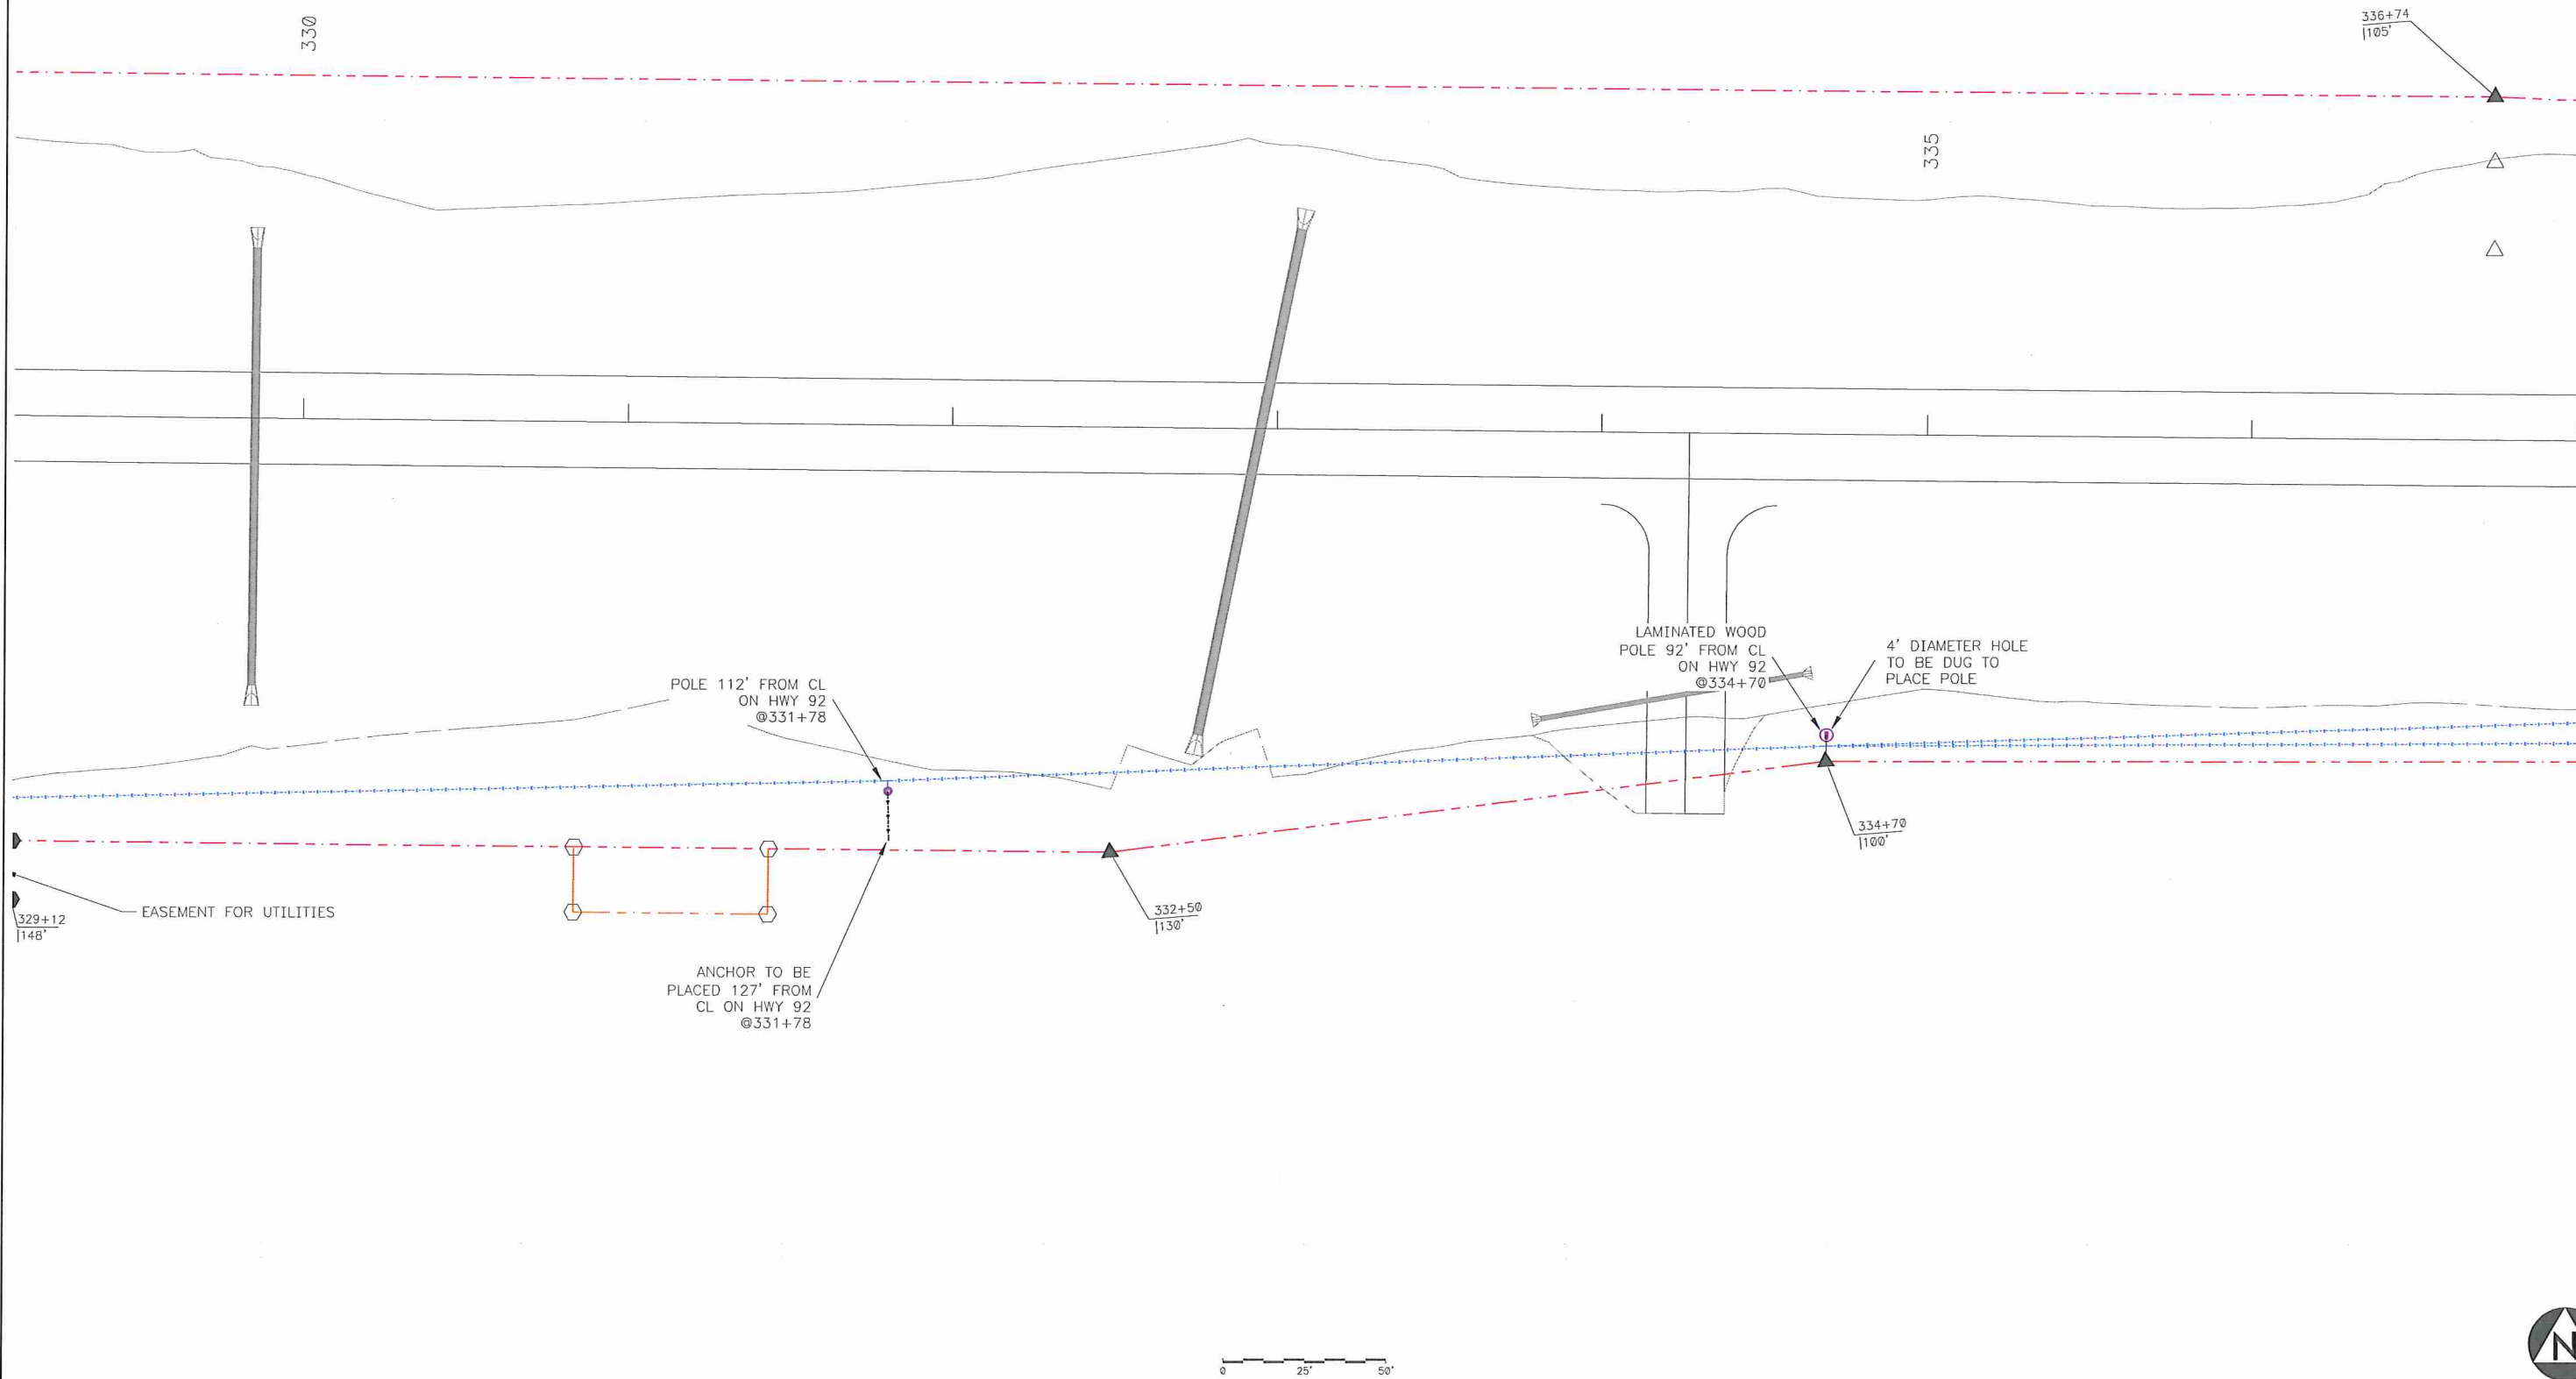 330
336+74
105'
335
LAMINATED WOOD
POLE 92' FROM CL
ON HWY 92
@334+70
4' DIAMETER HOLE
TO BE DUG TO
PLACE POLE
POLE 112' FROM CL
ON HWY 92
@331+78
334+70
100'
329+12
148'
EASEMENT FOR UTILITIES
332+50
130'
ANCHOR TO BE
PLACED 127' FROM
CL ON HWY 92
@331+78
0 25' 50'
N